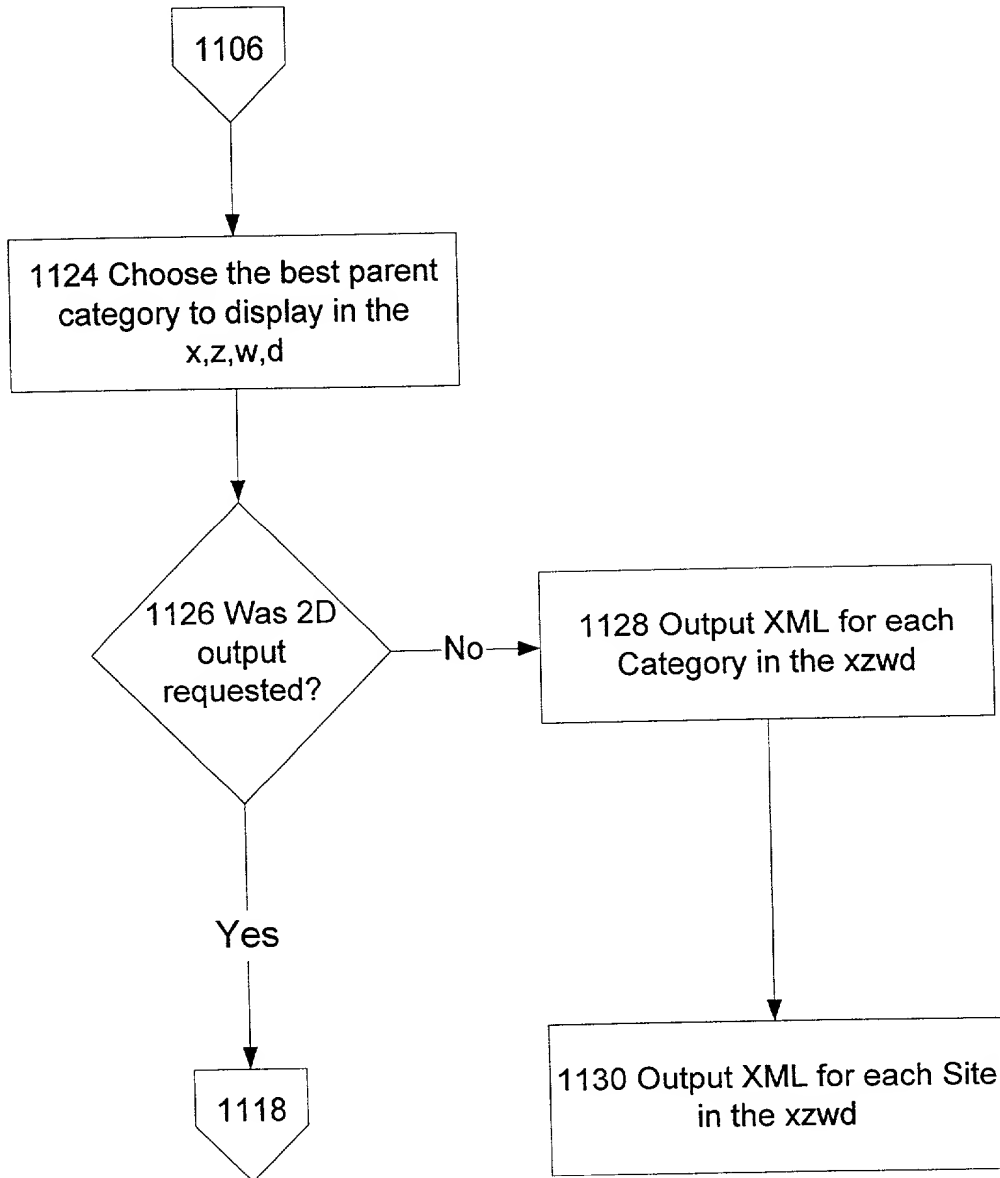 1106
1124 Choose the best parent
category to display in the
x,z,w,d
1126 Was 2D
output
requested?
No
1128 Output XML for each
Category in the xzwd
Yes
1118
1130 Output XML for each Site
in the xzwd